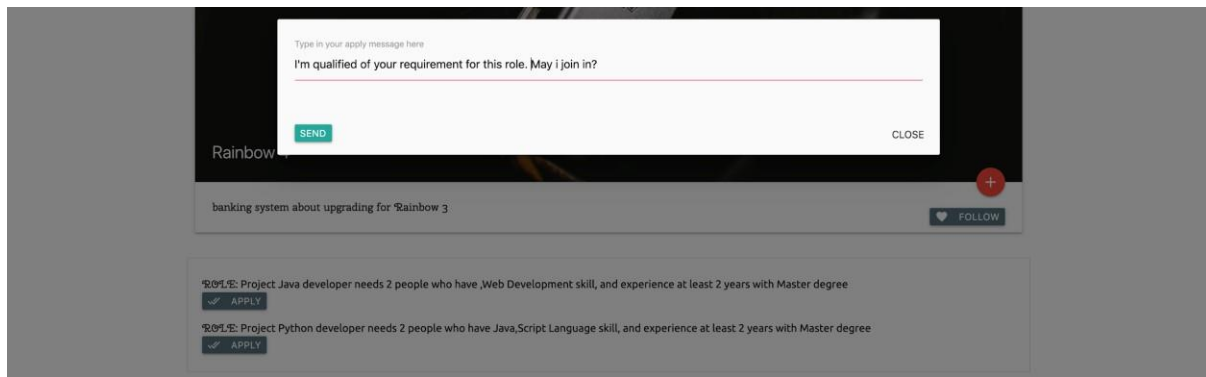 Type in your apply message here
I'm qualified of your requirement for this role. May i join in?
SEND
CLOSE
Rainbow
banking system about upgrading for Rainbow 3
FOLLOW
ROLE: Project Java developer needs 2 people who have ,Web Development skill, and experience at least 2 years with Master degree
APPLY
ROLE: Project Python developer needs 2 people who have Java,Script Language skill, and experience at least 2 years with Master degree
APPLY